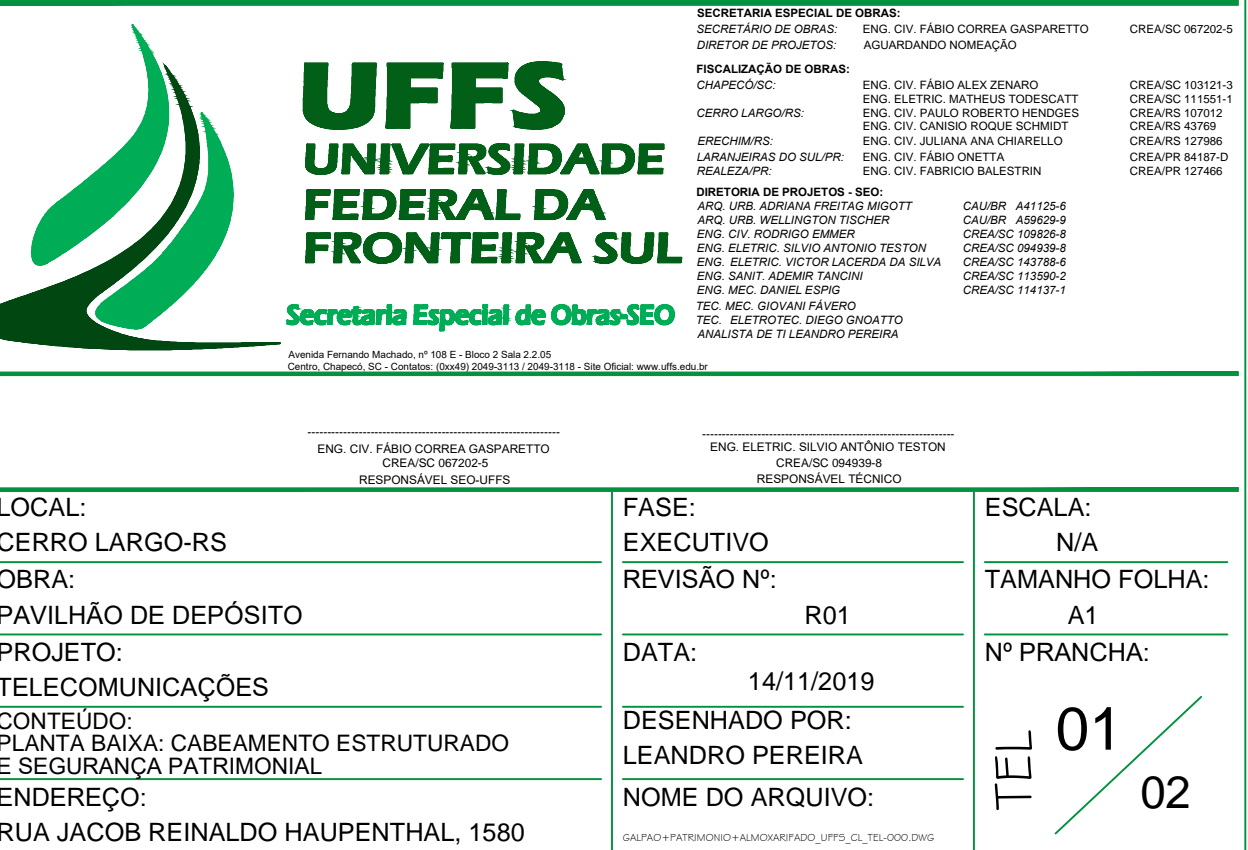 UFFS
UNIVERSIDADE
FEDERAL DA
FRONTEIRA SUL
Secretaria Especial de Obras-SEO
Avenida Fernando Machado, nº 108 E - Bloco 2 Sala 2.2.05
Centro, Chapecó, SC - Contatos: (0xx49) 2049-3113 / 2049-3118 - Site Oficial: www.uffs.edu.br
SECRETARIA ESPECIAL DE OBRAS:
SECRETÁRIO DE OBRAS: ENG. CIV. FÁBIO CORREA GASPARETTO CREA/SC 067202-5
DIRETOR DE PROJETOS: AGUARDANDO NOMEAÇÃO
FISCALIZAÇÃO DE OBRAS:
CHAPECÓ/SC: ENG. CIV. FÁBIO ALEX ZENARO CREA/SC 103121-3
ENG. ELETRIC. MATHEUS TODESCATT CREA/SC 111551-1
CERRO LARGO/RS: ENG. CIV. PAULO ROBERTO HENDGES CREA/RS 107012
ENG. CIV. CANISIO ROQUE SCHMIDT CREA/RS 43769
ERECHIM/RS: ENG. CIV. JULIANA ANA CHIARELLO CREA/RS 127986
LARANJEIRAS DO SUL/PR: ENG. CIV. FÁBIO ONETTA CREA/PR 84187-D
REALEZA/PR: ENG. CIV. FABRICIO BALESTRIN CREA/PR 127466
DIRETORIA DE PROJETOS - SEO:
ARQ. URB. ADRIANA FREITAG MIGOTT CAU/BR A41125-6
ARQ. URB. WELLINGTON TISCHER CAU/BR A59629-9
ENG. CIV. RODRIGO EMMER CREA/SC 109826-8
ENG. ELETRIC. SILVIO ANTONIO TESTON CREA/SC 094939-8
ENG. ELETRIC. VICTOR LACERDA DA SILVA CREA/SC 143788-6
ENG. SANIT. ADEMIR TANCINI CREA/SC 113590-2
ENG. MEC. DANIEL ESPIG CREA/SC 114137-1
TEC. MEC. GIOVANI FÁVERO
TEC. ELETROTEC. DIEGO GNOATTO
ANALISTA DE TI LEANDRO PEREIRA
ENG. CIV. FÁBIO CORREA GASPARETTO
CREA/SC 067202-5
RESPONSÁVEL SEO-UFFS
ENG. ELETRIC. SILVIO ANTÔNIO TESTON
CREA/SC 094939-8
RESPONSÁVEL TÉCNICO
LOCAL:
CERRO LARGO-RS
OBRA:
PAVILHÃO DE DEPÓSITO
PROJETO:
TELECOMUNICAÇÕES
CONTEÚDO:
PLANTA BAIXA: CABEAMENTO ESTRUTURADO
E SEGURANÇA PATRIMONIAL
ENDEREÇO:
RUA JACOB REINALDO HAUPENTHAL, 1580
FASE:
EXECUTIVO
REVISÃO Nº:
R01
DATA:
14/11/2019
DESENHADO POR:
LEANDRO PEREIRA
NOME DO ARQUIVO:
GALPAO+PATRIMONIO+ALMOXARIFADO_UFFS_CL_TEL-000.DWG
ESCALA:
N/A
TAMANHO FOLHA:
A1
Nº PRANCHA:
TEL
01
02